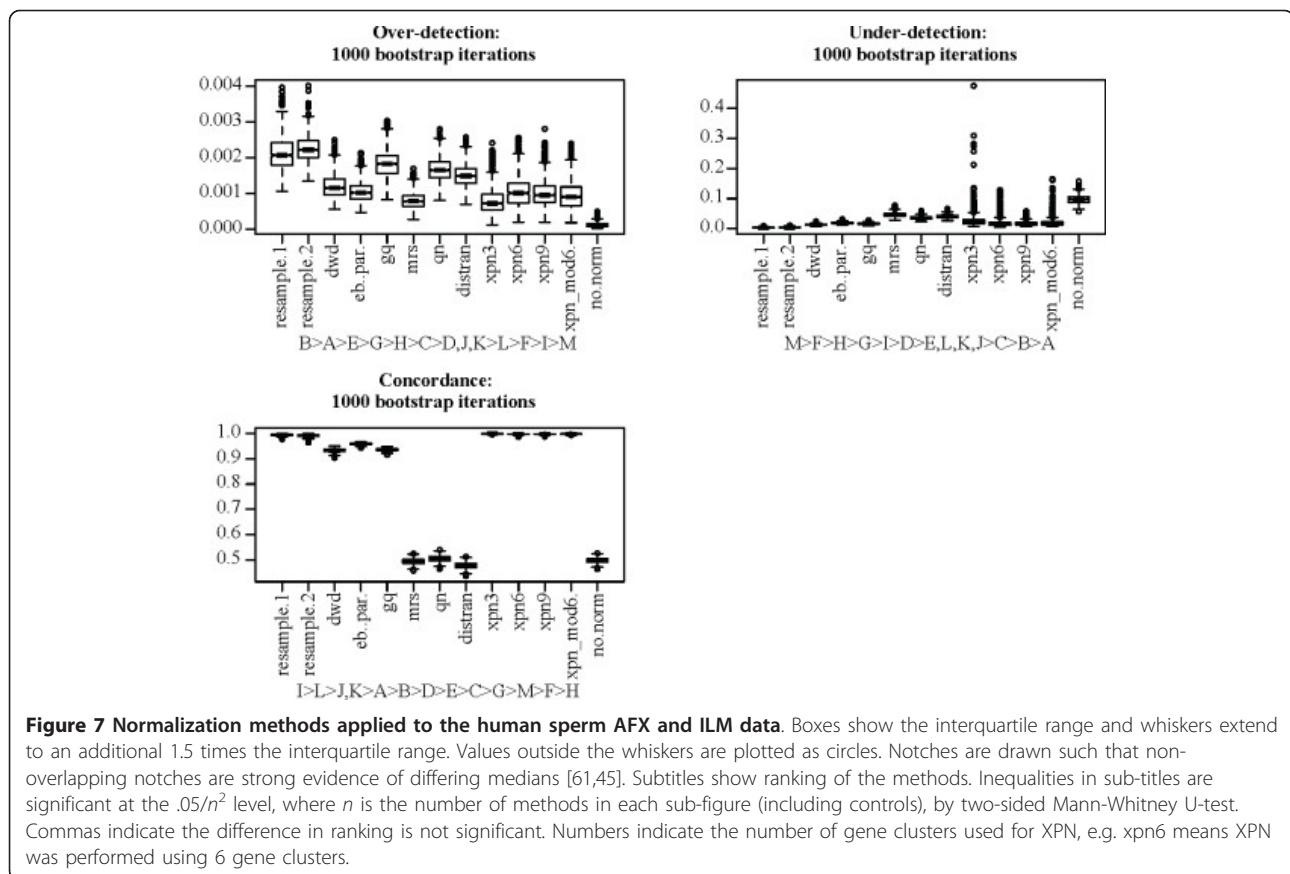 Over-detection:
1000 bootstrap iterations
0.004
0.003
0.002
0.001
0.000
resample.1
resample.2
dwd
eb..par.
gq
mrs
qn
distran
xpn3
xpn6
xpn9
xpn_mod6.
no.norm
B>A>E>G>H>C>D,J,K>L>F>I>M
Under-detection:
1000 bootstrap iterations
0.4
0.3
0.2
0.1
0.0
resample.1
resample.2
dwd
eb..par.
gq
mrs
qn
distran
xpn3
xpn6
xpn9
xpn_mod6.
no.norm
M>F>H>G>I>D>E,L,K,J>C>B>A
Concordance:
1000 bootstrap iterations
1.0
0.9
0.8
0.7
0.6
0.5
resample.1
resample.2
dwd
eb..par.
gq
mrs
qn
distran
xpn3
xpn6
xpn9
xpn_mod6.
no.norm
I>L>J,K>A>B>D>E>C>G>M>F>H
Figure 7 Normalization methods applied to the human sperm AFX and ILM data. Boxes show the interquartile range and whiskers extend
to an additional 1.5 times the interquartile range. Values outside the whiskers are plotted as circles. Notches are drawn such that non-
overlapping notches are strong evidence of differing medians [61,45]. Subtitles show ranking of the methods. Inequalities in sub-titles are
significant at the .05/n² level, where n is the number of methods in each sub-figure (including controls), by two-sided Mann-Whitney U-test.
Commas indicate the difference in ranking is not significant. Numbers indicate the number of gene clusters used for XPN, e.g. xpn6 means XPN
was performed using 6 gene clusters.